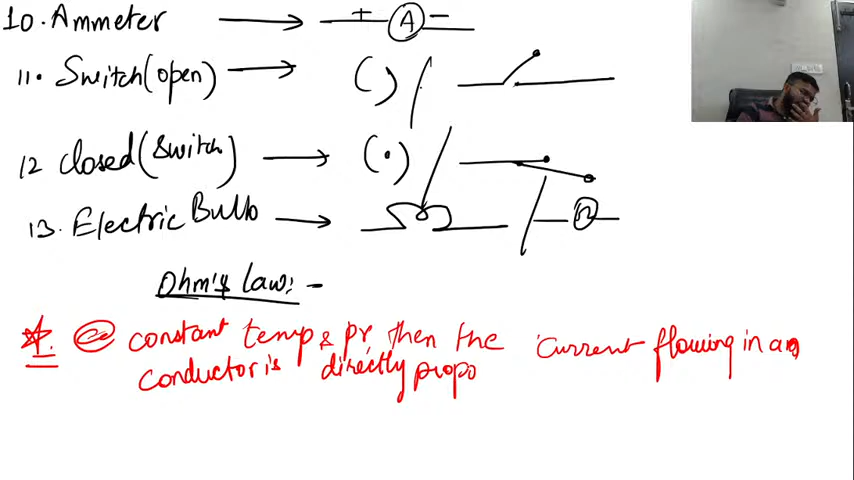 10. Ammeter + A -
11. Switch (open) ( )
12 closed (Switch) (•)
13. Electric Bulb
Ohm's law: -
@ constant temp & pr, then the current flowing in a
conductor is directly propo